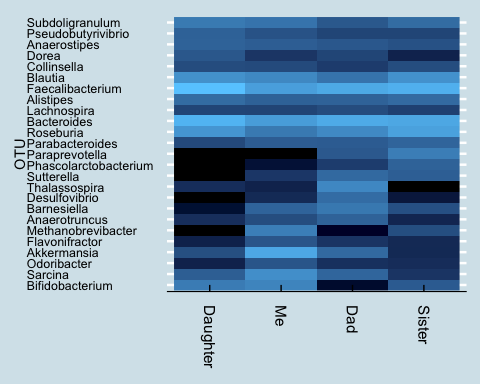 Subdoligranulum
Pseudobutyrivibrio
Anaerostipes
Dorea
Collinsella
Blautia
Faecalibacterium
Alistipes
Lachnospira
Bacteroides
Roseburia
Parabacteroides
Paraprevotella
Phascolarctobacterium
Sutterella
Thalassospira
Desulfovibrio
Barnesiella
Anaerotruncus
Methanobrevibacter
Flavonifractor
Akkermansia
Odoribacter
Sarcina
Bifidobacterium
OTU
Daughter
Me
Dad
Sister